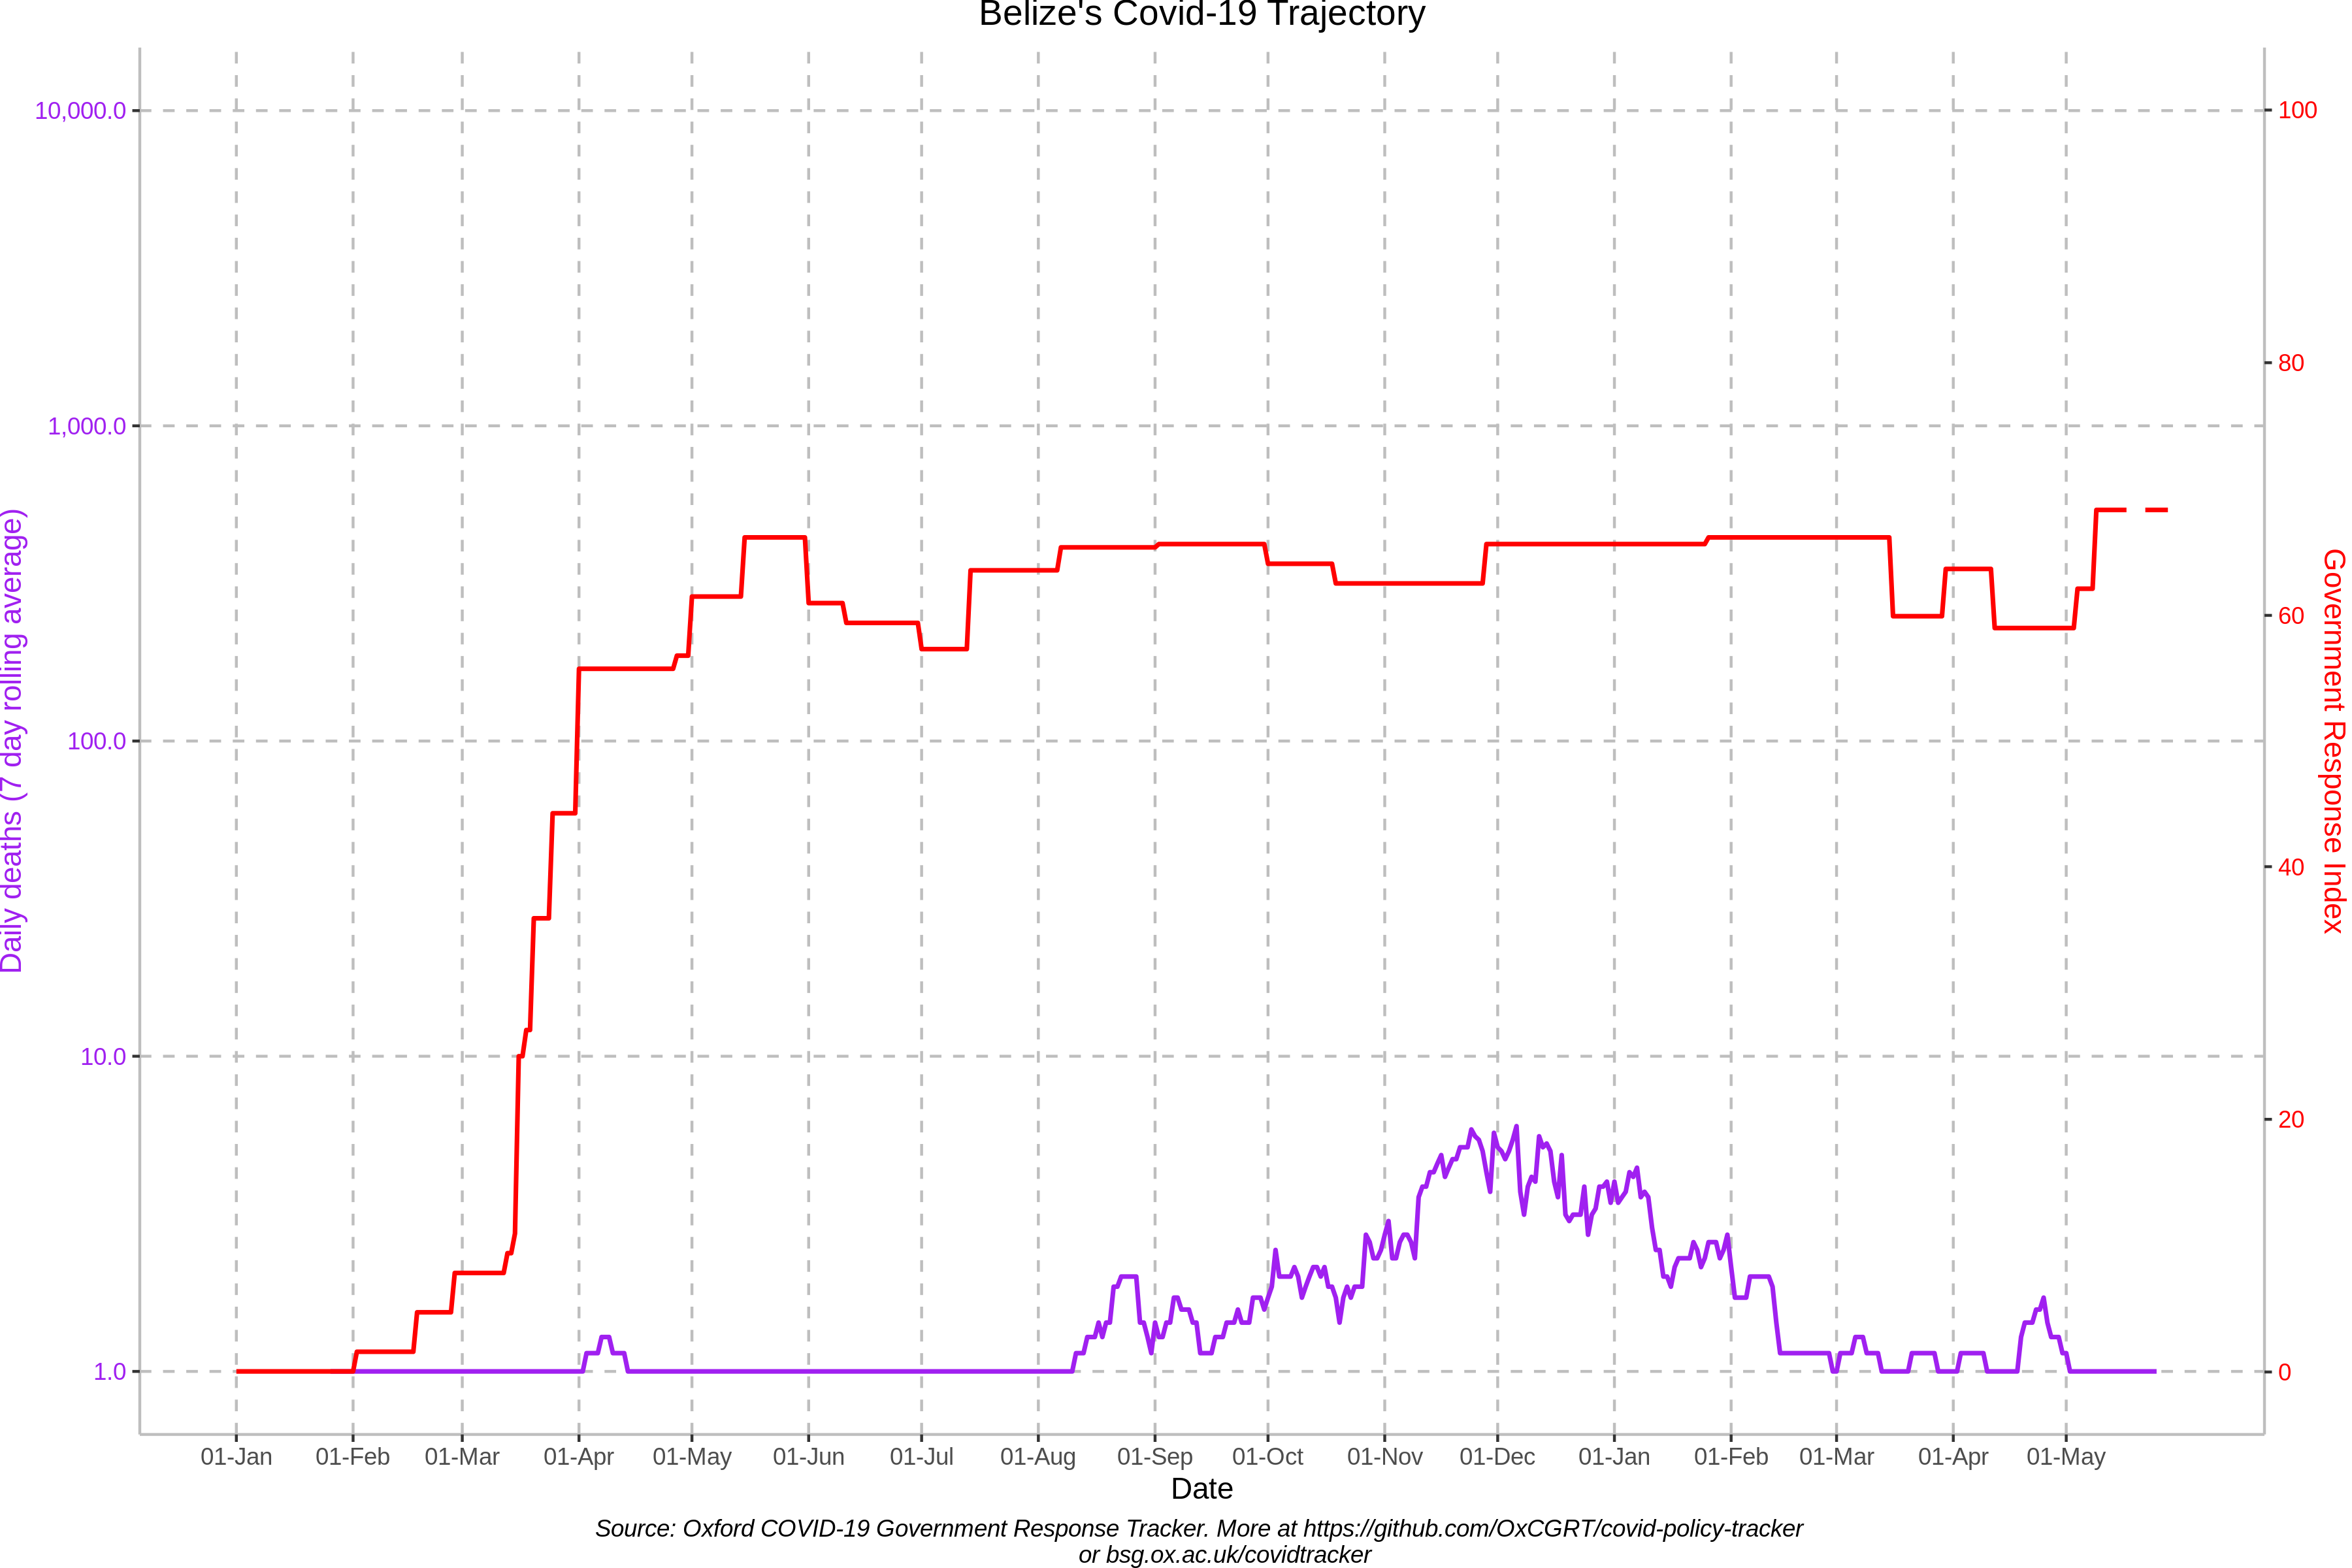 Belize's Covid-19 Trajectory
10,000.0
1,000.0
100.0
10.0
1.0
Daily deaths (7 day rolling average)
100
80
60
40
20
0
Government Response Index
01-Jan 01-Feb 01-Mar 01-Apr 01-May 01-Jun 01-Jul 01-Aug 01-Sep 01-Oct 01-Nov 01-Dec 01-Jan 01-Feb 01-Mar 01-Apr 01-May
Date
Source: Oxford COVID-19 Government Response Tracker. More at https://github.com/OxCGRT/covid-policy-tracker
or bsg.ox.ac.uk/covidtracker